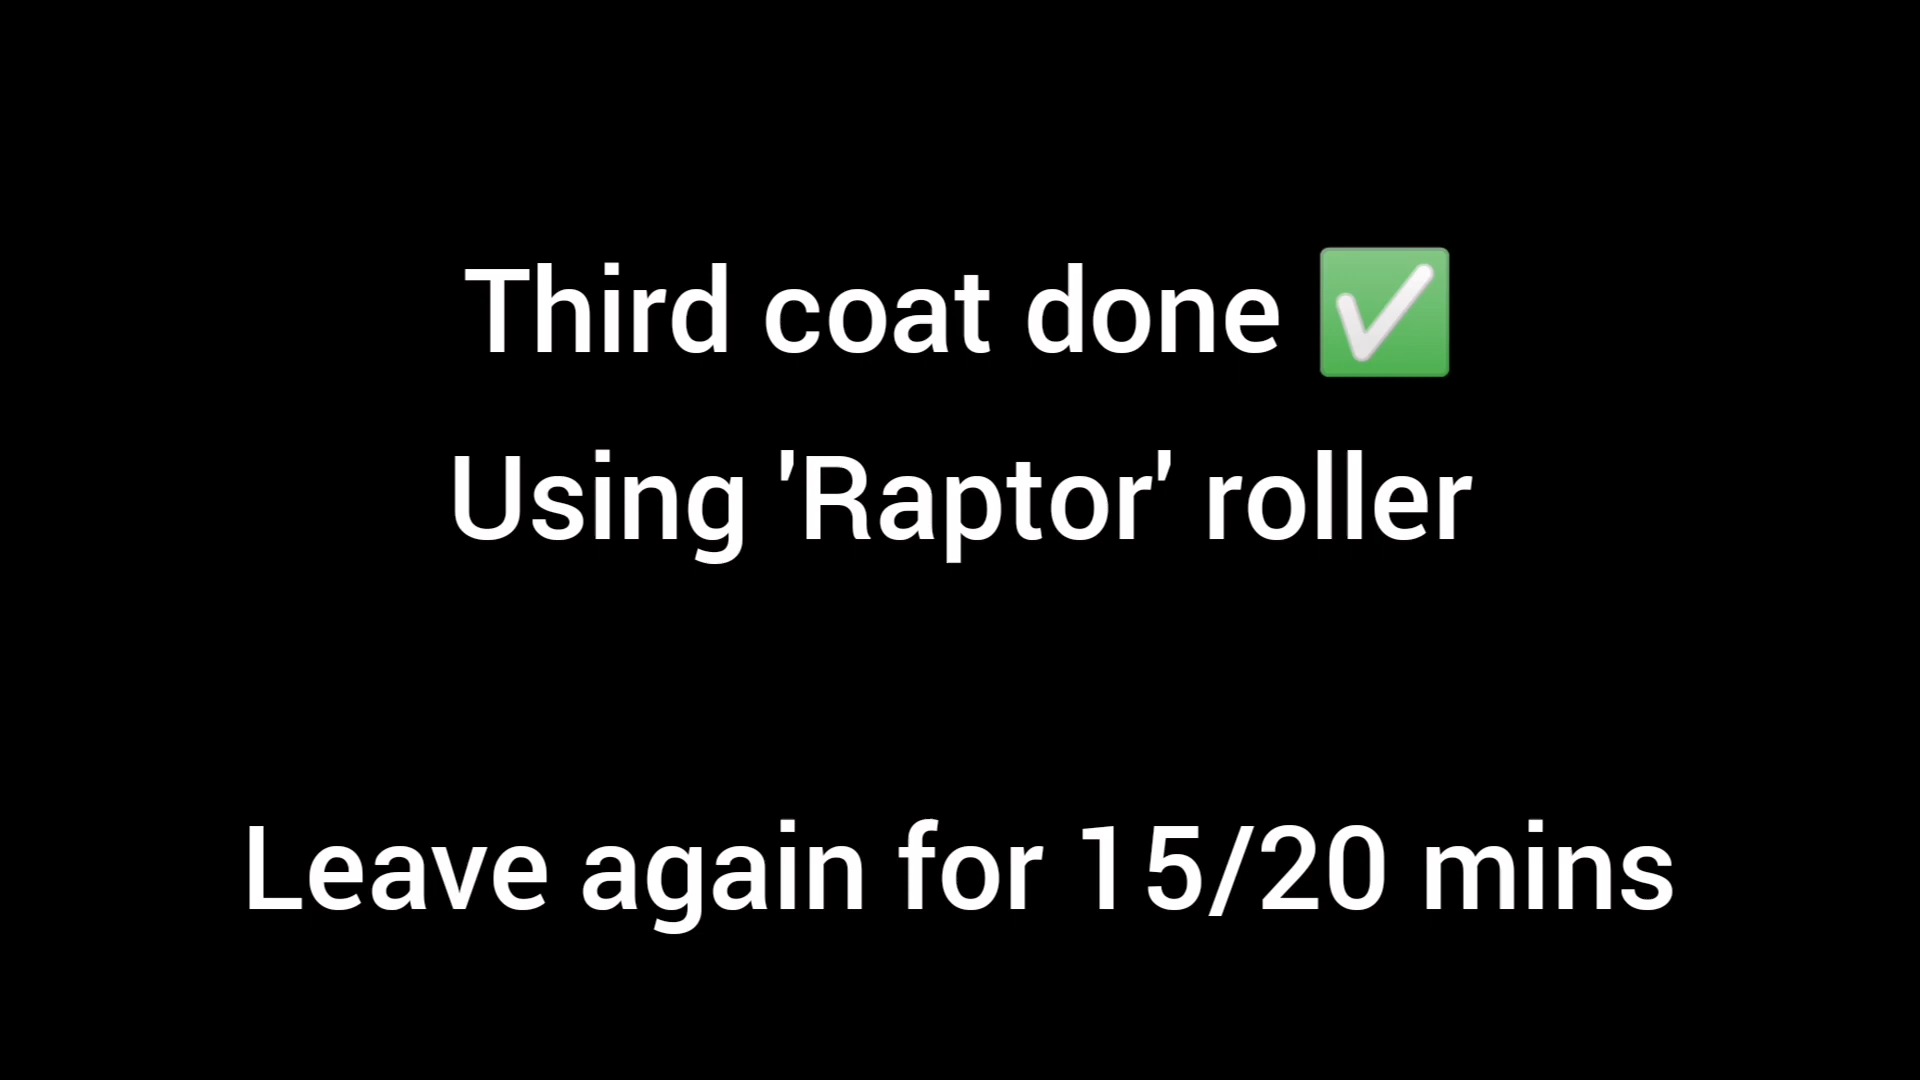 Third coat done ✅
Using 'Raptor' roller
Leave again for 15/20 mins